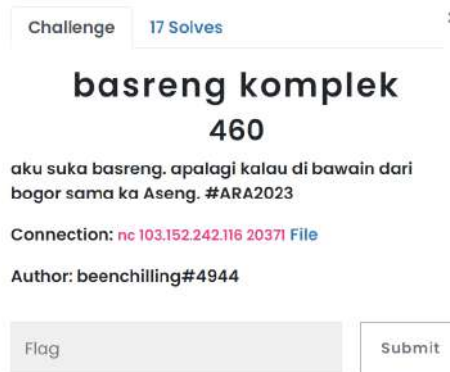 Challenge
17 Solves
basreng komplek
460
aku suka basreng. apalagi kalau di bawain dari
bogor sama ka Aseng. #ARA2023
Connection: nc 103.152.242.116 20371 File
Author: beenchilling#4944
Flag
Submit